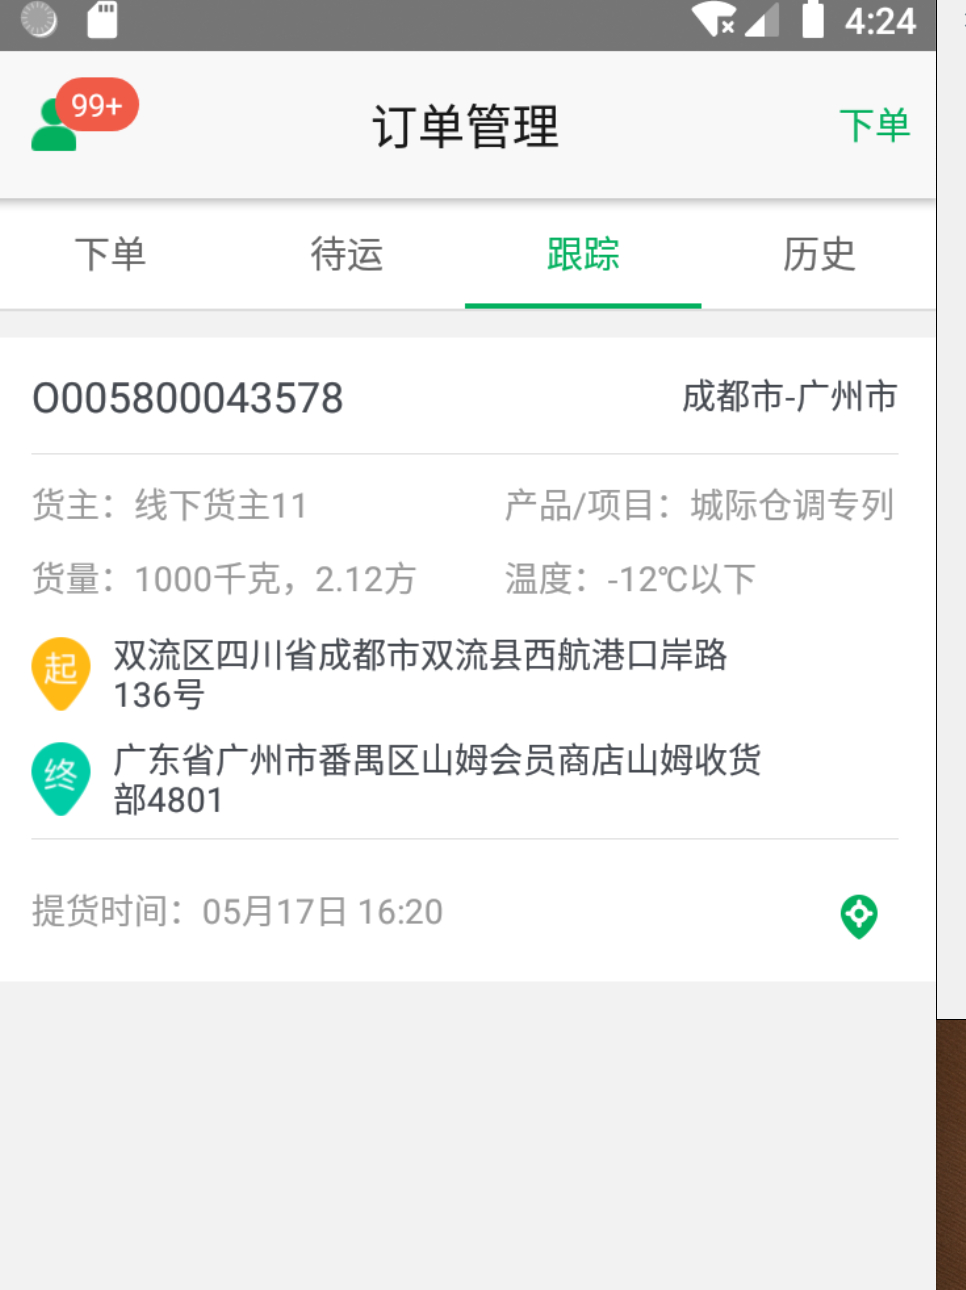 4:24
99+
订单管理
下单
下单
待运
跟踪
历史
O005800043578
成都市-广州市
货主：线下货主11
产品/项目：城际仓调专列
货量：1000千克，2.12方
温度：-12℃以下
起
双流区四川省成都市双流县西航港口岸路
136号
终
广东省广州市番禺区山姆会员商店山姆收货
部4801
提货时间：05月17日 16:20